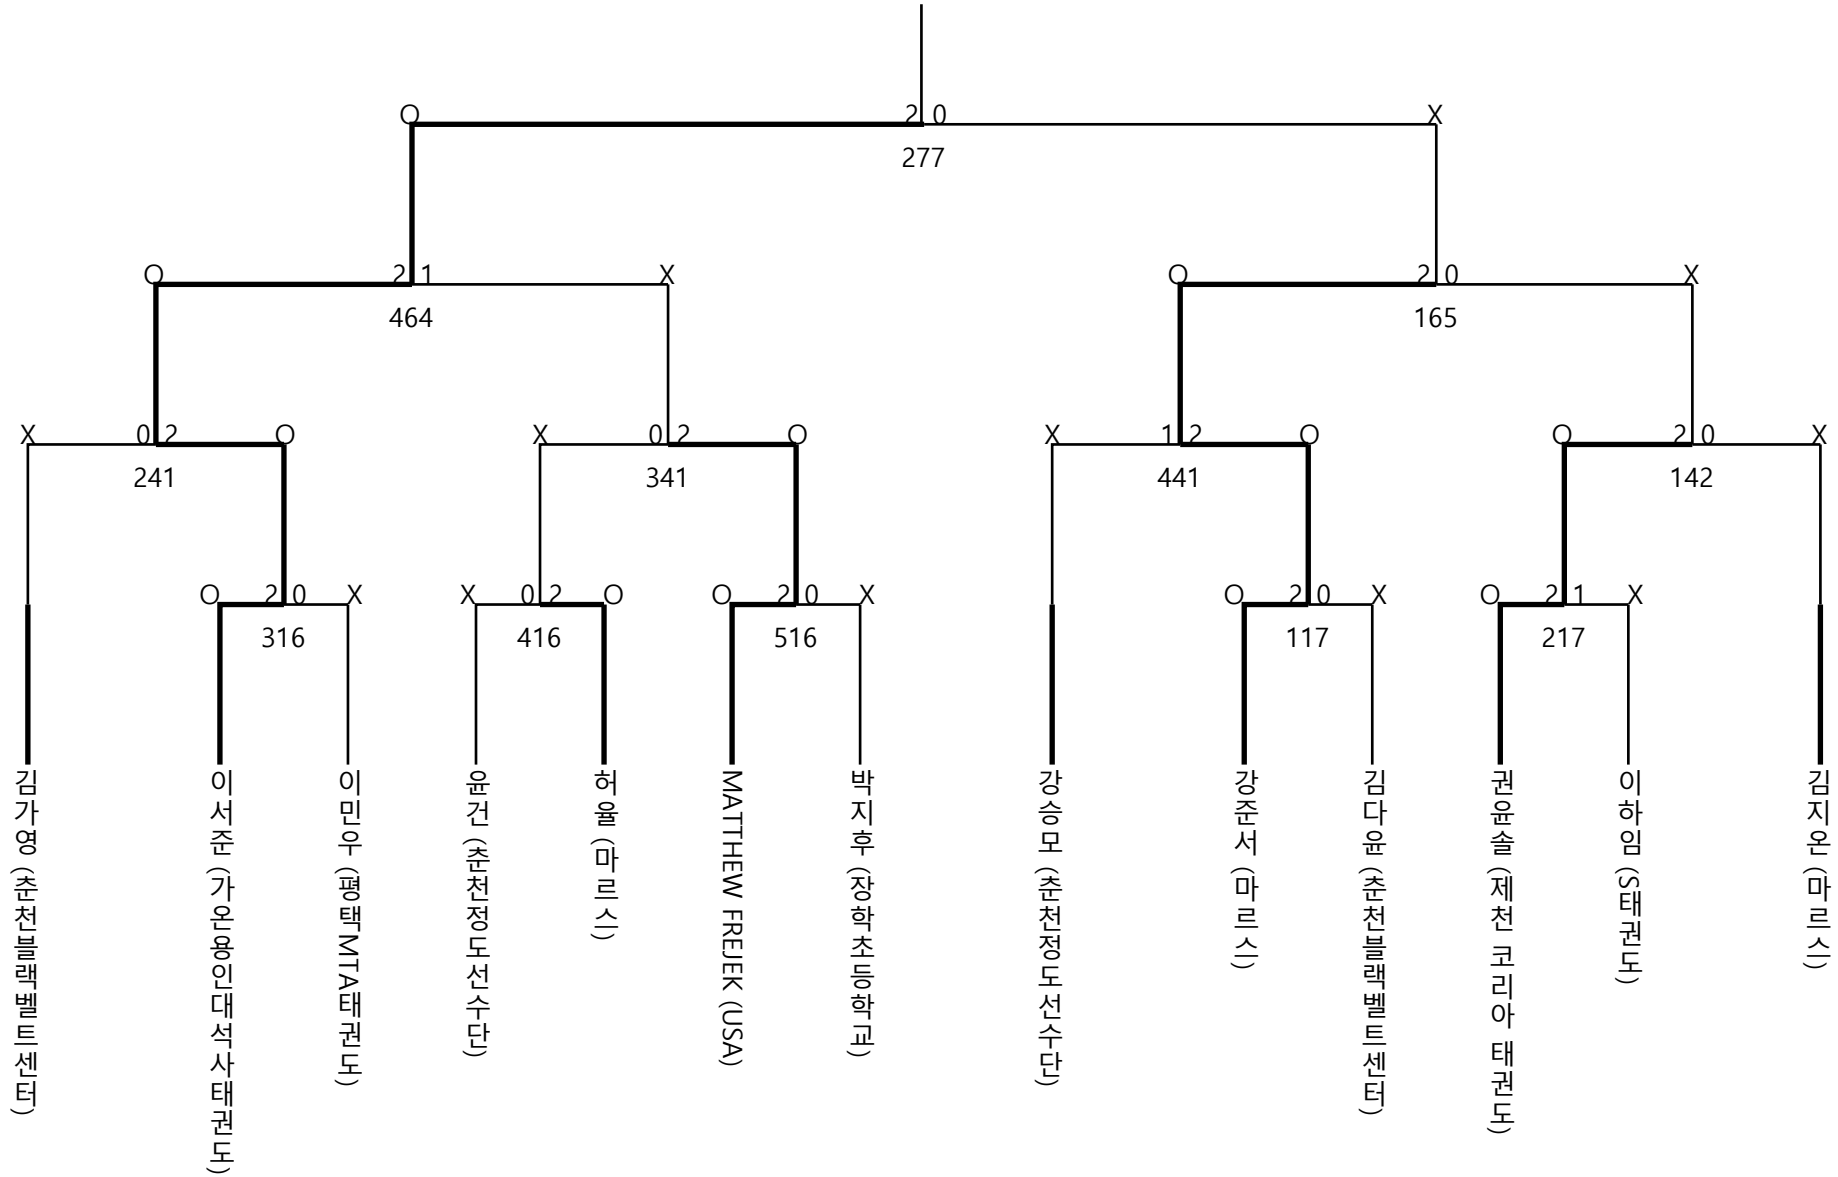 O 2 0 X
277
O 2 1 X O 2 0 X
464 165
X 0 2 O X 0 2 O X 1 2 O O 2 0 X
241 341 441 142
O 2 0 X X 0 2 O O 2 0 X O 2 0 X O 2 1 X
316 416 516 117 217
김가영 (춘천블랙벨트센터)
이서준 (가온용인대석사태권도)
이민우 (평택MTA태권도)
윤건 (춘천정도선수단)
허율 (마르스)
MATTHEW FREJEK (USA)
박지후 (장학초등학교)
강승모 (춘천정도선수단)
강준서 (마르스)
김다윤 (춘천블랙벨트센터)
권윤솔 (제천 코리아 태권도)
이하임 (S태권도)
김지온 (마르스)